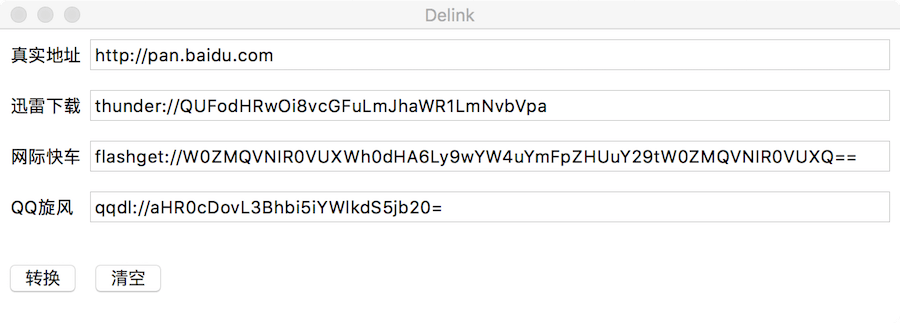 Delink
真实地址 http://pan.baidu.com
迅雷下载 thunder://QUFodHRwOi8vcGFuLmJhaWR1LmNvbVpa
网际快车 flashget://W0ZMQVNIR0VUXWh0dHA6Ly9wYW4uYmFpZHUuY29tW0ZMQVNIR0VUXQ==
QQ旋风 qqdl://aHR0cDovL3Bhbi5iYWlkdS5jb20=
转换 清空